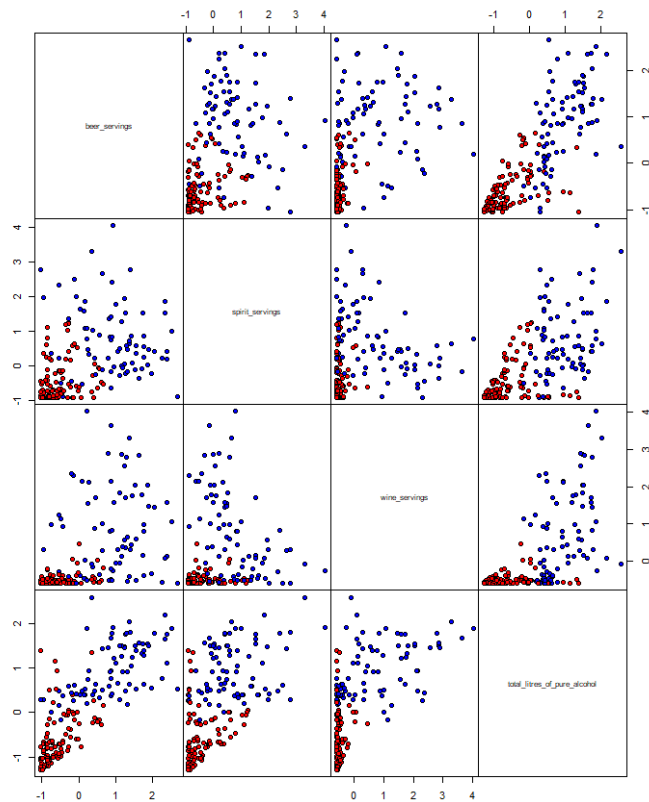 -1 0 1 2 3 4
-1 0 1 2
beer_servings
-1 0 1 2
-1 0 1 2 3 4
spirit_servings
wine_servings
0 1 2 3 4
-1 0 1 2
total_litres_of_pure_alcohol
-1 0 1 2
-1 0 1 2 3 4